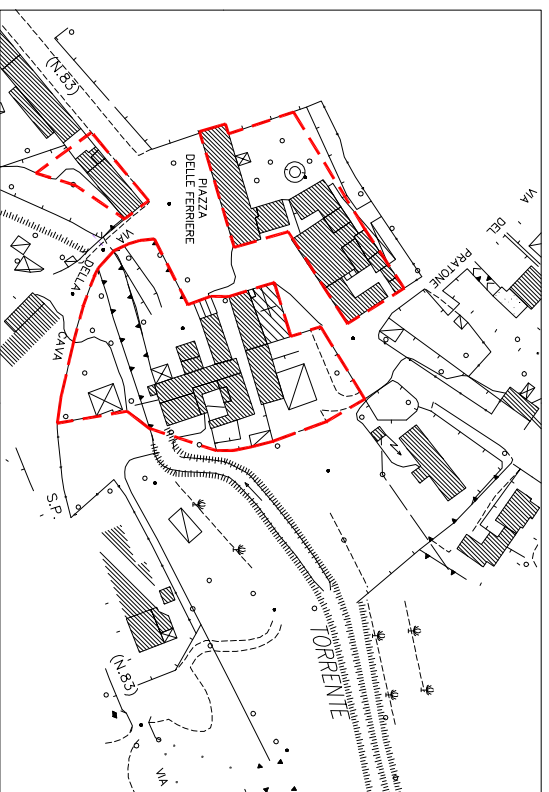 (N.83)
PIAZZA
DELLE FERRIERE
VIA
DEL
PRATONE
VIA
DELLA
CAVA
S.P.
TORRENTE
(N.83)
VIA